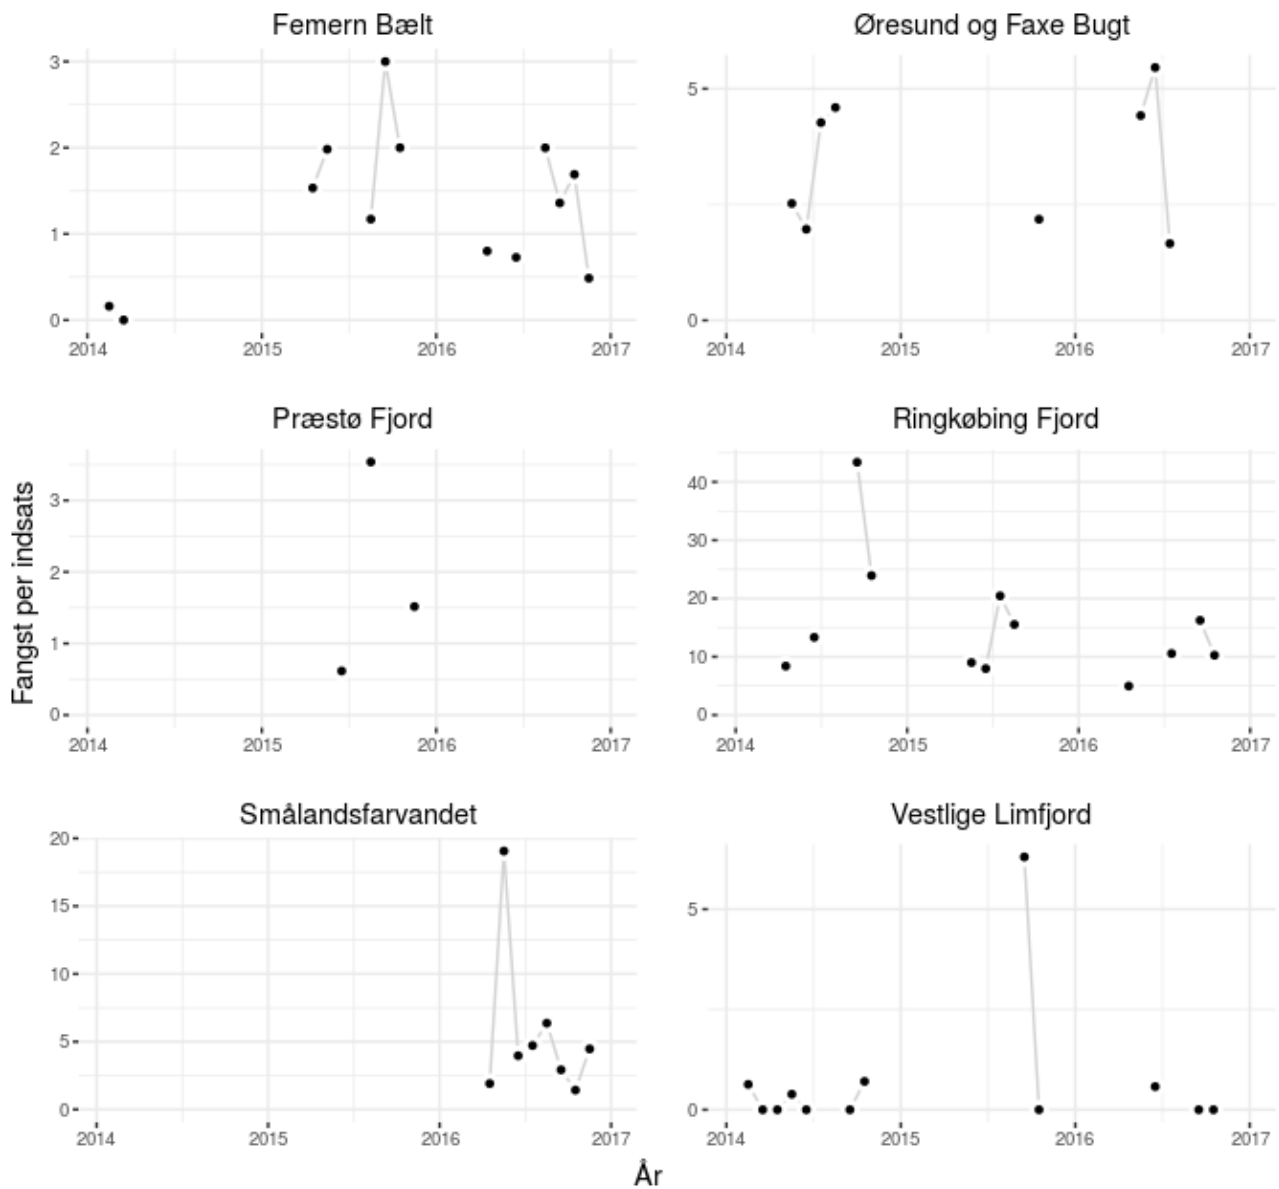 Femern Bælt
3
2
1
0
2014 2015 2016 2017
Øresund og Faxe Bugt
5
0
2014 2015 2016 2017
Fangst per indsats
Præstø Fjord
3
2
1
0
2014 2015 2016 2017
Ringkøbing Fjord
40
30
20
10
0
2014 2015 2016 2017
Smålandsfarvandet
20
15
10
5
0
2014 2015 2016 2017
Vestlige Limfjord
5
0
2014 2015 2016 2017
År